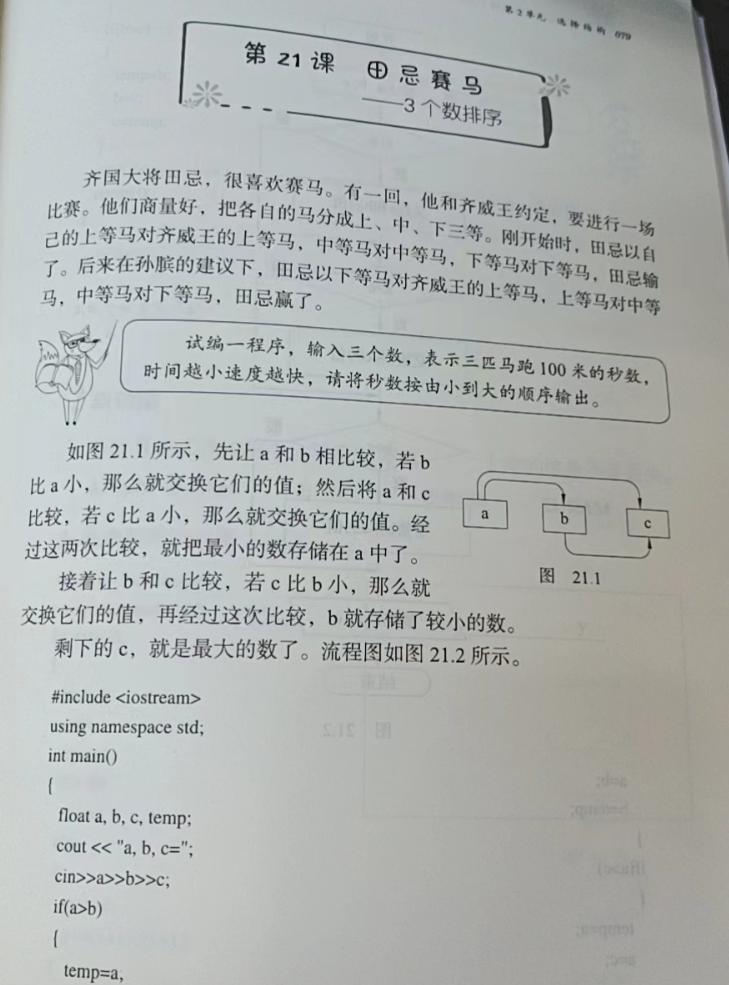 第2单元 选择结构 079
第21课 田忌赛马
——3个数排序
齐国大将田忌，很喜欢赛马。有一回，他和齐威王约定，要进行一场
比赛。他们商量好，把各自的马分成上、中、下三等。刚开始时，田忌以自
己的上等马对齐威王的上等马，中等马对中等马，下等马对下等马，田忌输
了。后来在孙膑的建议下，田忌以下等马对齐威王的上等马，上等马对中等
马，中等马对下等马，田忌赢了。
试编一程序，输入三个数，表示三匹马跑100米的秒数，
时间越小速度越快，请将秒数按由小到大的顺序输出。
如图21.1所示，先让a和b相比较，若b
比a小，那么就交换它们的值；然后将a和c
比较，若c比a小，那么就交换它们的值。经
过这两次比较，就把最小的数存储在a中了。
a
b
c
图 21.1
接着让b和c比较，若c比b小，那么就
交换它们的值，再经过这次比较，b就存储了较小的数。
剩下的c，就是最大的数了。流程图如图21.2所示。
#include <iostream>
using namespace std;
int main()
{
float a, b, c, temp;
cout << "a, b, c=";
cin>>a>>b>>c;
if(a>b)
{
temp=a,